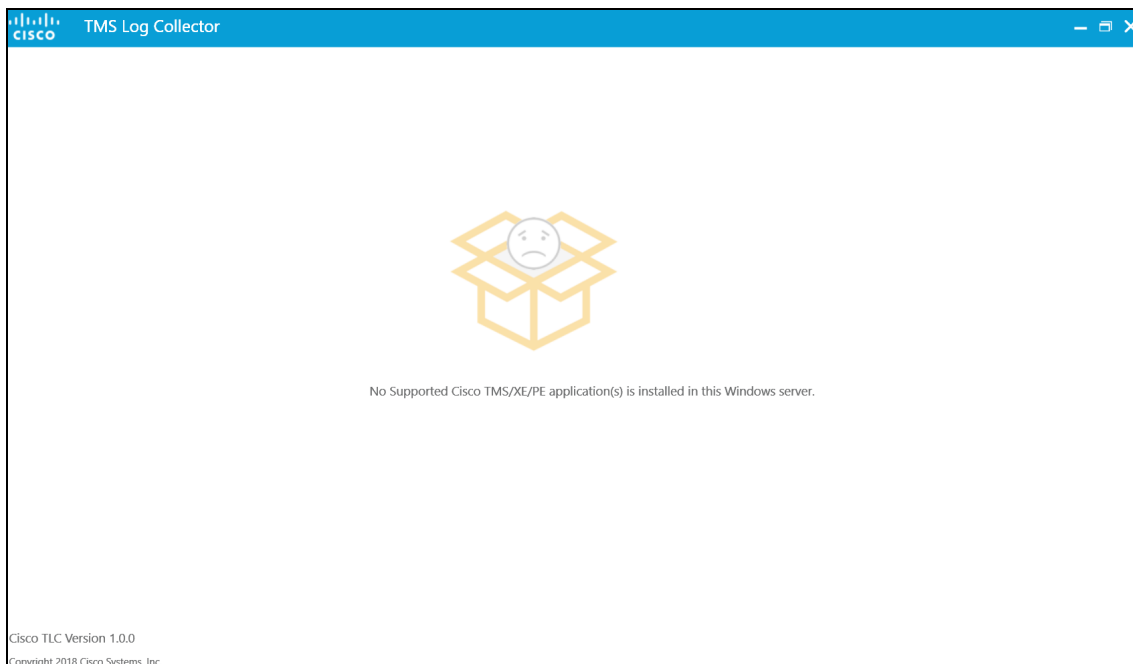 CISCO
TMS Log Collector
No Supported Cisco TMS/XE/PE application(s) is installed in this Windows server.
Cisco TLC Version 1.0.0
Copyright 2018 Cisco Systems, Inc